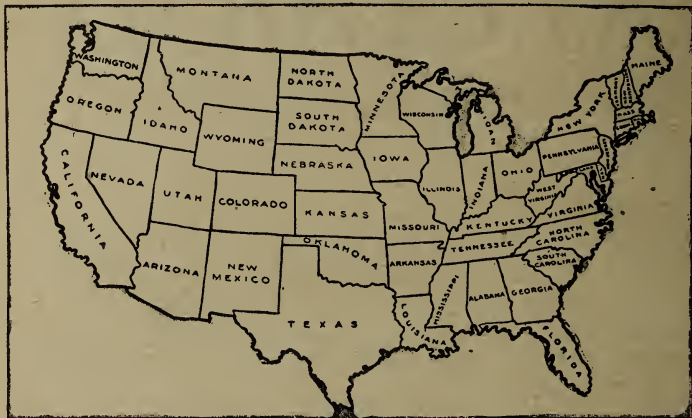 WASHINGTON
MONTANA
NORTH
DAKOTA
MINNESOTA
MAINE
OREGON
IDAHO
WYOMING
SOUTH
DAKOTA
WISCONSIN
NEW YORK
MASS
NEBRASKA
IOWA
PENNSYLVANIA
CALIFORNIA
NEVADA
UTAH
COLORADO
KANSAS
MISSOURI
ILLINOIS
INDIANA
OHIO
WEST
VIRGINIA
VIRGINIA
KENTUCKY
ARIZONA
NEW
MEXICO
OKLAHOMA
ARKANSAS
TENNESSEE
NORTH
CAROLINA
SOUTH
CAROLINA
TEXAS
LOUISIANA
MISSISSIPPI
ALABAMA
GEORGIA
FLORIDA